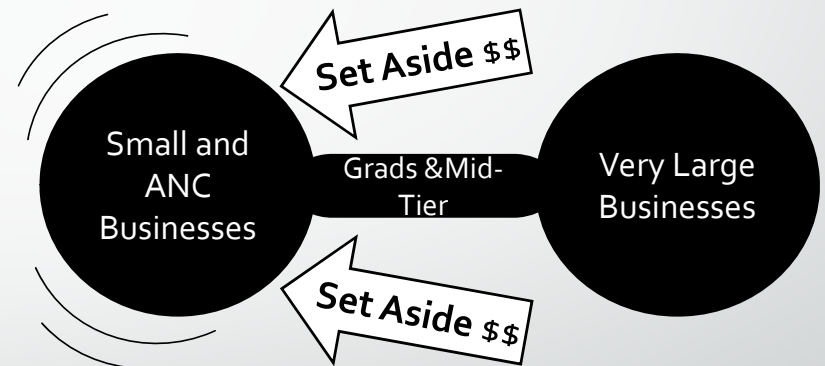 Set Aside $$
Small and
ANC
Businesses
Grads &Mid-
Tier
Very Large
Businesses
Set Aside $$